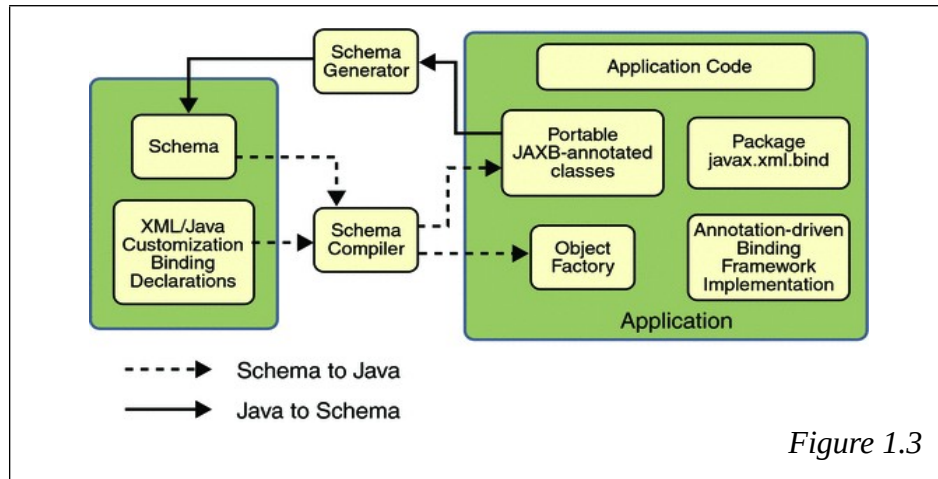 Schema
Generator
Application Code
Schema
Portable
JAXB-annotated
classes
Package
javax.xml.bind
XML/Java
Customization
Binding
Declarations
Schema
Compiler
Object
Factory
Annotation-driven
Binding
Framework
Implementation
Application
Schema to Java
Java to Schema
Figure 1.3